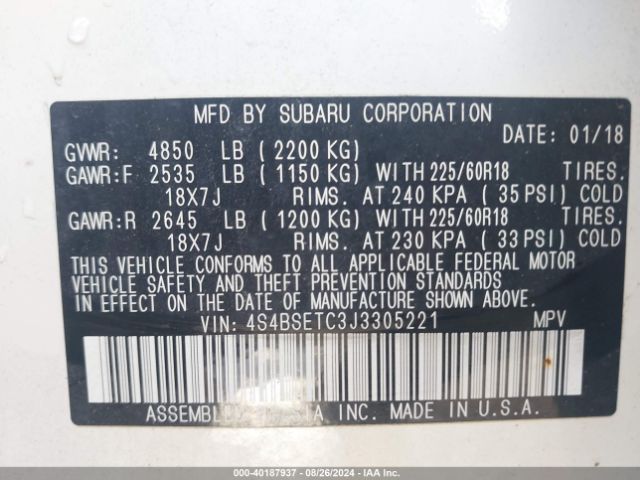 MFD BY SUBARU CORPORATION
DATE: 01/18
GVWR: 4850 LB ( 2200 KG)
GAWR:F 2535 LB ( 1150 KG) WITH 225/60R18 TIRES.
18X7J RIMS. AT 240 KPA ( 35 PSI) COLD
GAWR:R 2645 LB ( 1200 KG) WITH 225/60R18 TIRES.
18X7J RIMS. AT 230 KPA ( 33 PSI) COLD
THIS VEHICLE CONFORMS TO ALL APPLICABLE FEDERAL MOTOR
VEHICLE SAFETY AND THEFT PREVENTION STANDARDS
IN EFFECT ON THE DATE OF MANUFACTURE SHOWN ABOVE.
VIN: 4S4BSETC3J3305221 MPV
INC. MADE IN U.S.A.
000-40187937 - 08/26/2024 - IAA Inc.